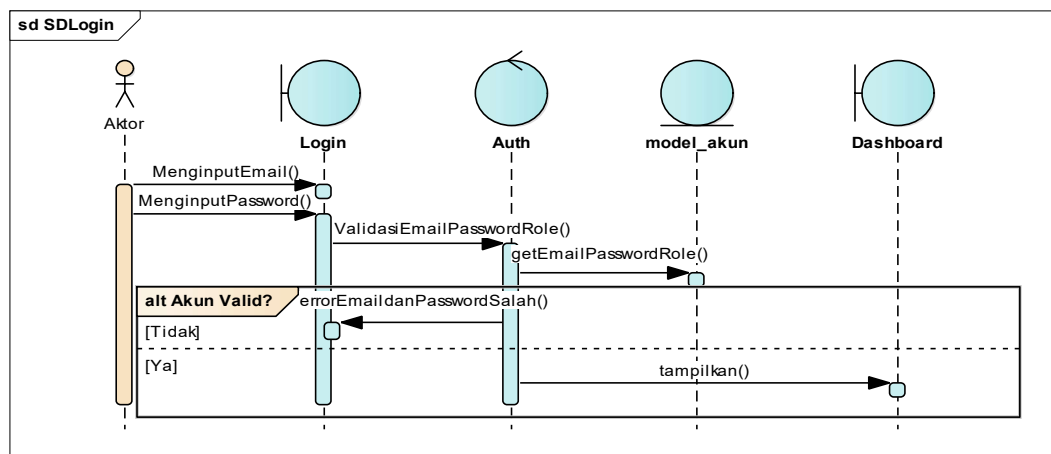 sd SDLogin
Aktor
Login
Auth
model_akun
Dashboard
MenginputEmail()
MenginputPassword()
ValidasiEmailPasswordRole()
getEmailPasswordRole()
alt Akun Valid?
errorEmaildanPasswordSalah()
[Tidak]
[Ya]
tampilkan()